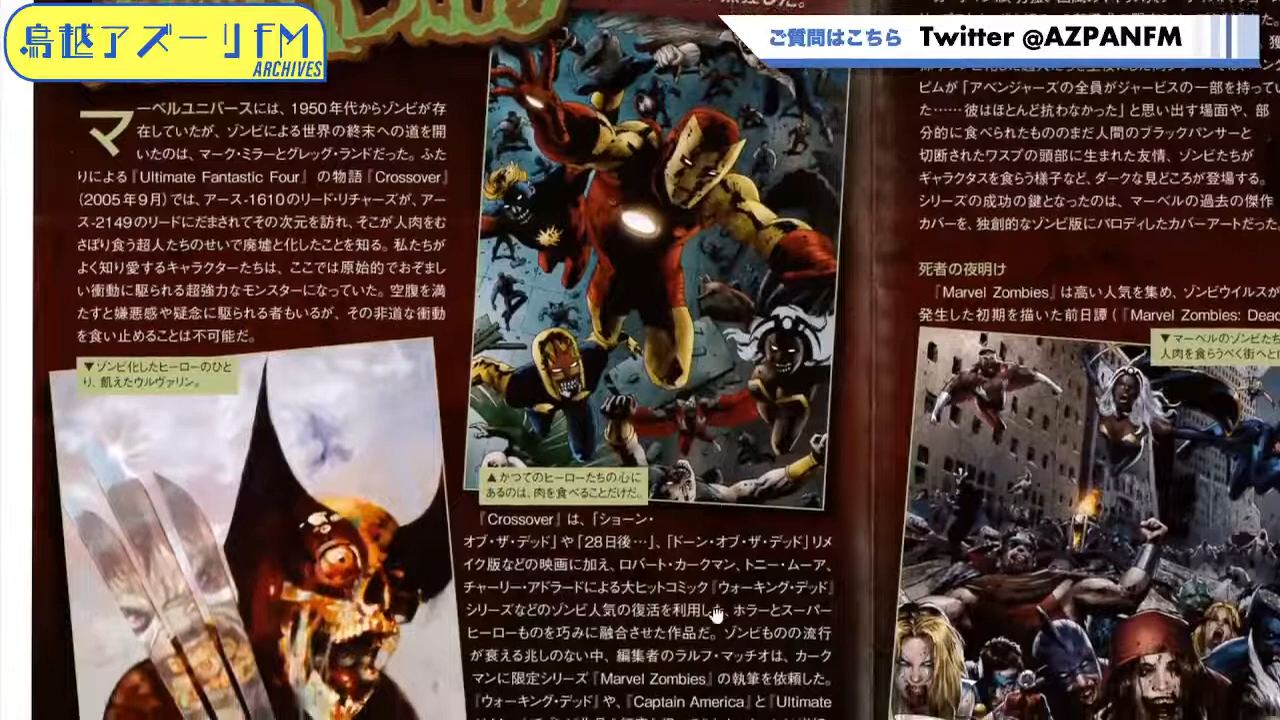 鳥越アズーリFM
ARCHIVES
ご質問はこちら Twitter @AZPANFM
マーベルユニバースには、1950年代からゾンビが存
在していたが、ゾンビによる世界の終末への道を開
いたのは、マーク・ミラーとグレッグ・ランドだった。ふた
りによる『Ultimate Fantastic Four』の物語『Crossover』
(2005年9月)では、アース-1610のリード・リチャーズが、アー
ス-2149のリードにだまされてその次元を訪れ、そこが人肉をむ
さぼり食う超人たちのせいで廃墟と化したことを知る。私たちが
よく知り愛するキャラクターたちは、ここでは原始的でおぞまし
い衝動に駆られる超強力なモンスターになっていた。空腹を満
たすと嫌悪感や疑念に駆られる者もいるが、その非道な衝動
を食い止めることは不可能だ。
▼ゾンビ化したヒーローのひと
り、飢えたウルヴァリン。
▲かつてのヒーローたちの心に
あるのは、肉を食べることだけだ。
『Crossover』は、「ショーン・
オブ・ザ・デッド」や「28日後…」、「ドーン・オブ・ザ・デッド」リメ
イク版などの映画に加え、ロバート・カークマン、トニー・ムーア、
チャーリー・アドラードによる大ヒットコミック『ウォーキング・デッド』
シリーズなどのゾンビ人気の復活を利用した、ホラーとスーパー
ヒーローものを巧みに融合させた作品だ。ゾンビものの流行
が衰える兆しのない中、編集者のラルフ・マッチオは、カーク
マンに限定シリーズ『Marvel Zombies』の執筆を依頼した。
『ウォーキング・デッド』や、『Captain America』と『Ultimate
ピムが「アベンジャーズの全員がジャービスの一部を持って
た……彼はほとんど抗わなかった」と思い出す場面や、部
分的に食べられたもののまだ人間のブラックパンサーと
切断されたワスプの頭部に生まれた友情、ゾンビたちが
ギャラクタスを食らう様子など、ダークな見どころが登場する。
シリーズの成功の鍵となったのは、マーベルの過去の傑作
カバーを、独創的なゾンビ版にパロディしたカバーアートだった
死者の夜明け
『Marvel Zombies』は高い人気を集め、ゾンビウイルスが
発生した初期を描いた前日譚(『Marvel Zombies: Dead
▼マーベルのゾンビたち
人肉を食らうべく街へと